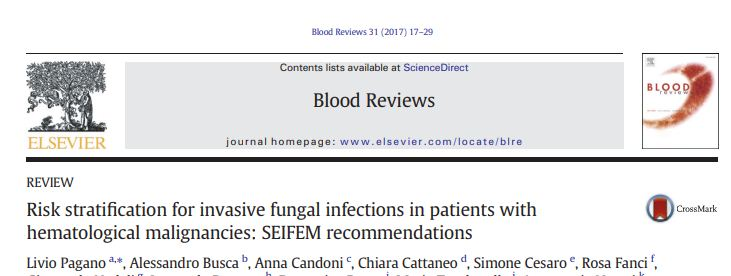 Blood Reviews 31 (2017) 17–29
Contents lists available at ScienceDirect
Blood Reviews
journal homepage: www.elsevier.com/locate/blre
ELSEVIER
BLOOD
REVIEW
CrossMark
Risk stratification for invasive fungal infections in patients with
hematological malignancies: SEIFEM recommendations
Livio Pagano a,*, Alessandro Busca b, Anna Candoni c, Chiara Cattaneo d, Simone Cesaro e, Rosa Fanci f,